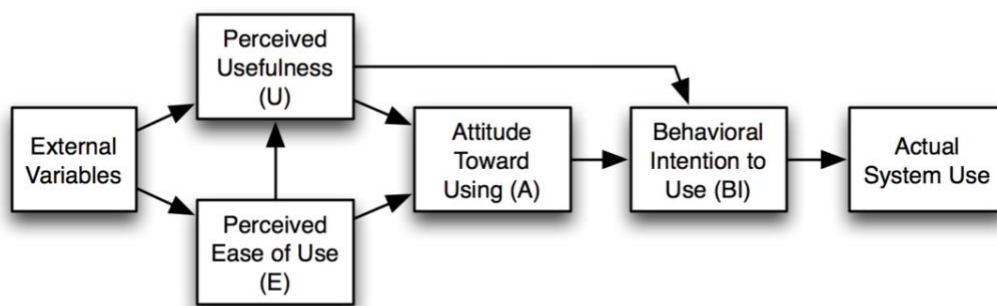 External
Variables
Perceived
Usefulness
(U)
Perceived
Ease of Use
(E)
Attitude
Toward
Using (A)
Behavioral
Intention to
Use (BI)
Actual
System Use